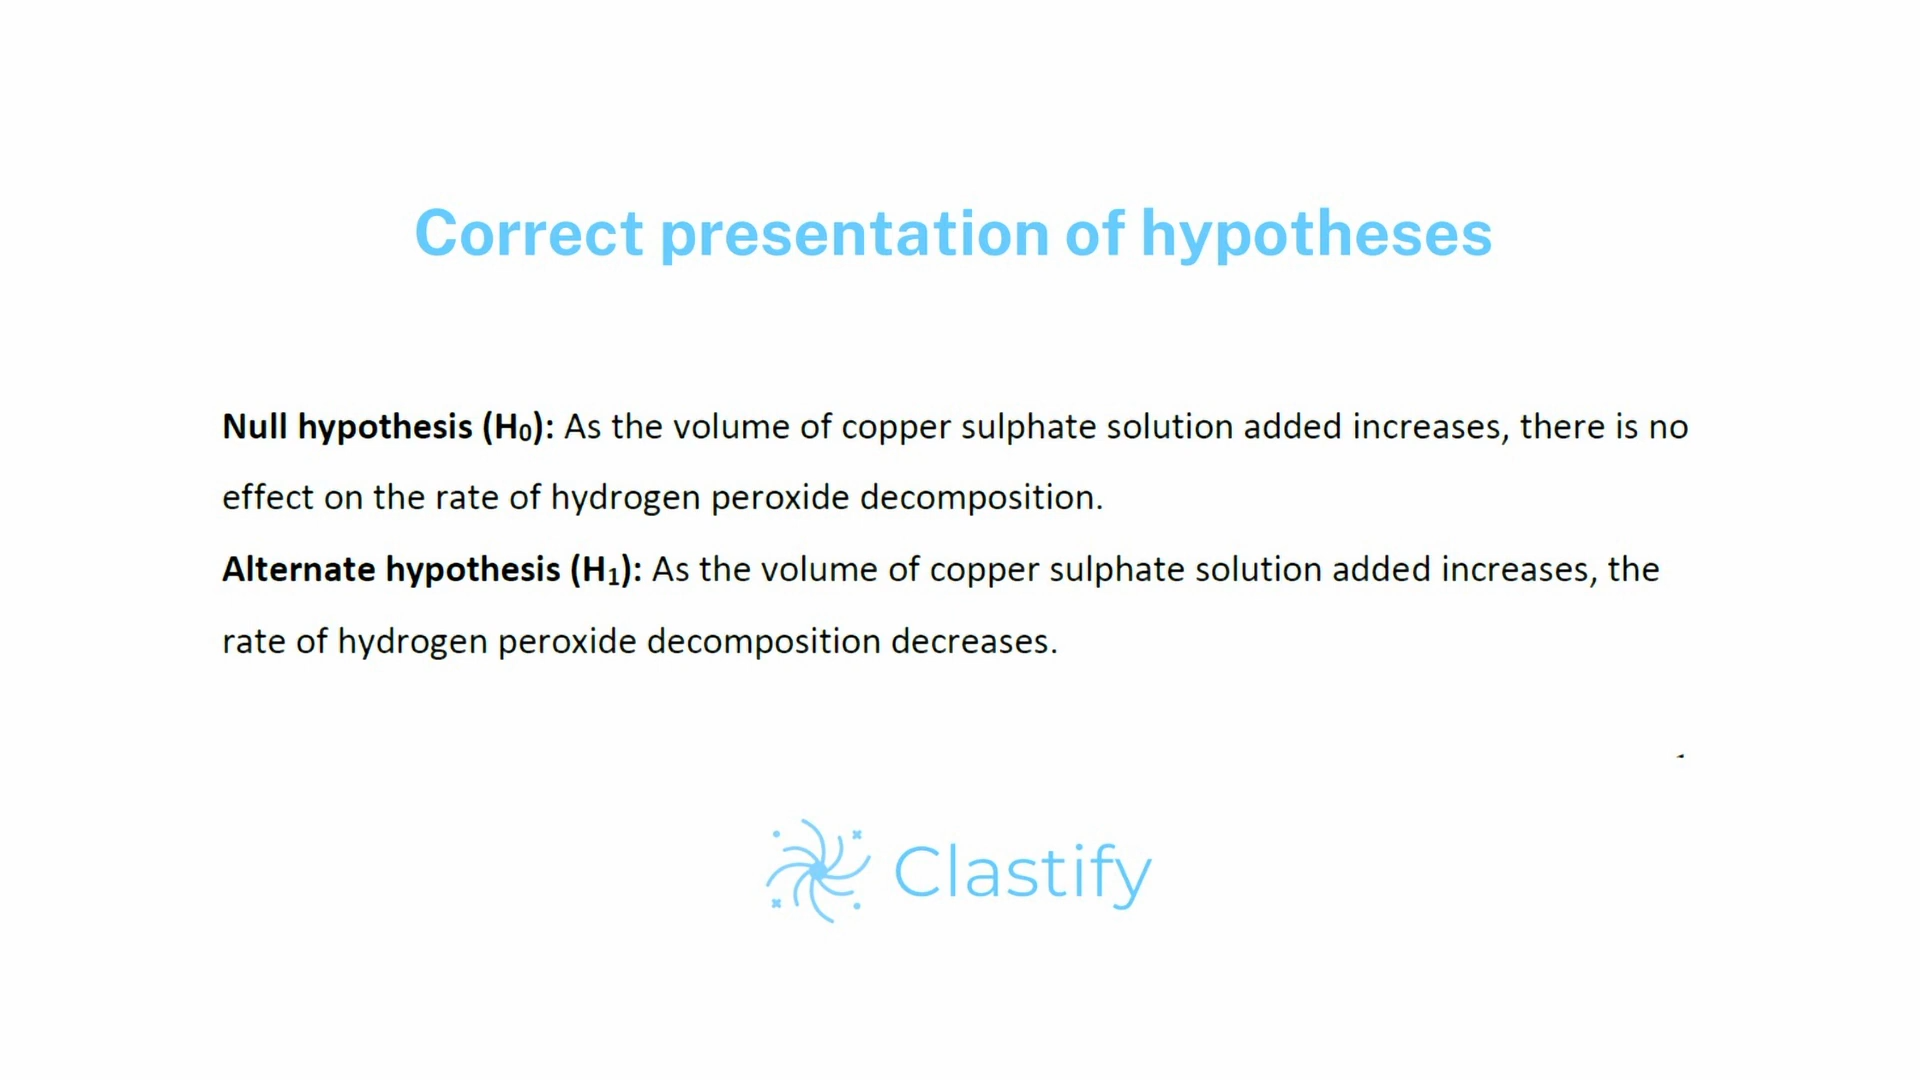 Correct presentation of hypotheses
Null hypothesis (H₀): As the volume of copper sulphate solution added increases, there is no
effect on the rate of hydrogen peroxide decomposition.
Alternate hypothesis (H₁): As the volume of copper sulphate solution added increases, the
rate of hydrogen peroxide decomposition decreases.
Clastify